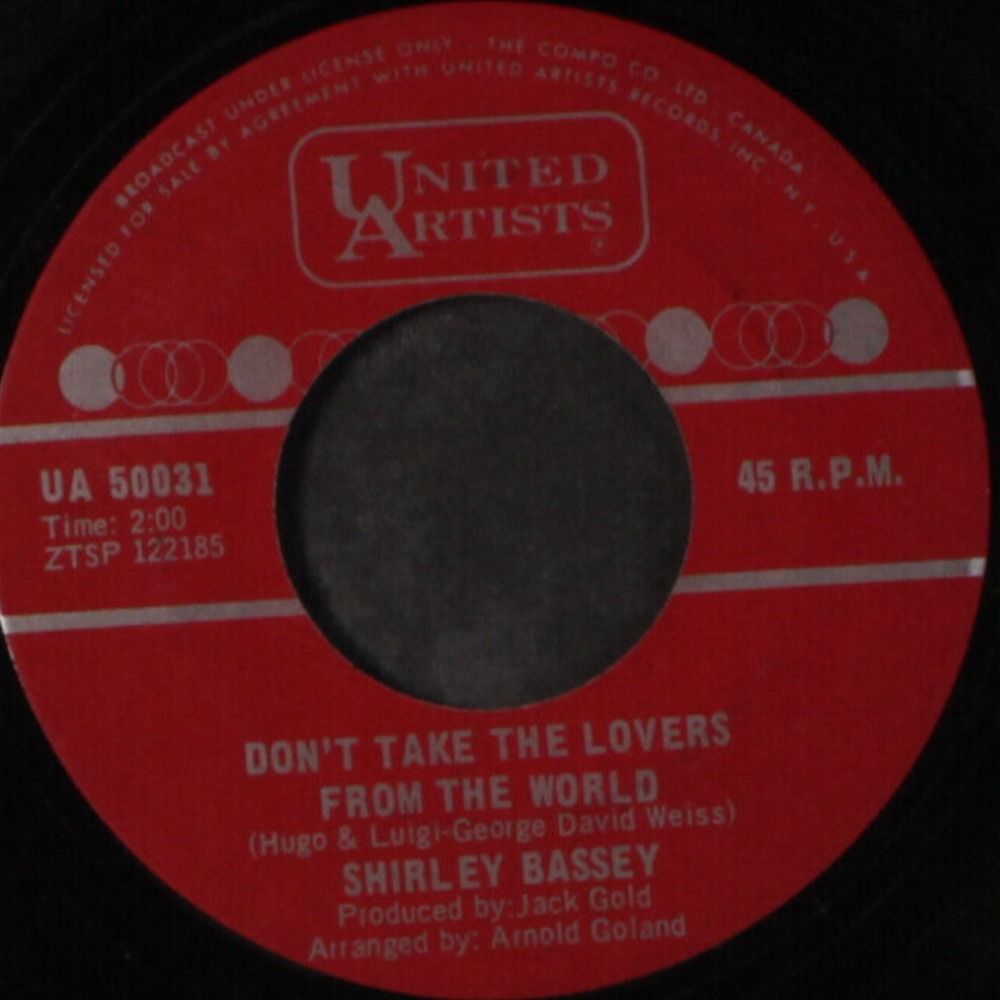 BROADCAST UNDER LICENSE ONLY - THE COMPO CO. LTD. CANADA
LICENSED FOR SALE BY AGREEMENT WITH UNITED ARTISTS RECORDS, INC. - N.Y. U S A
UNITED
ARTISTS
UA 50031
Time: 2:00
ZTSP 122185
45 R.P.M.
DON'T TAKE THE LOVERS
FROM THE WORLD
(Hugo & Luigi-George David Weiss)
SHIRLEY BASSEY
Produced by:Jack Gold
Arranged by: Arnold Goland